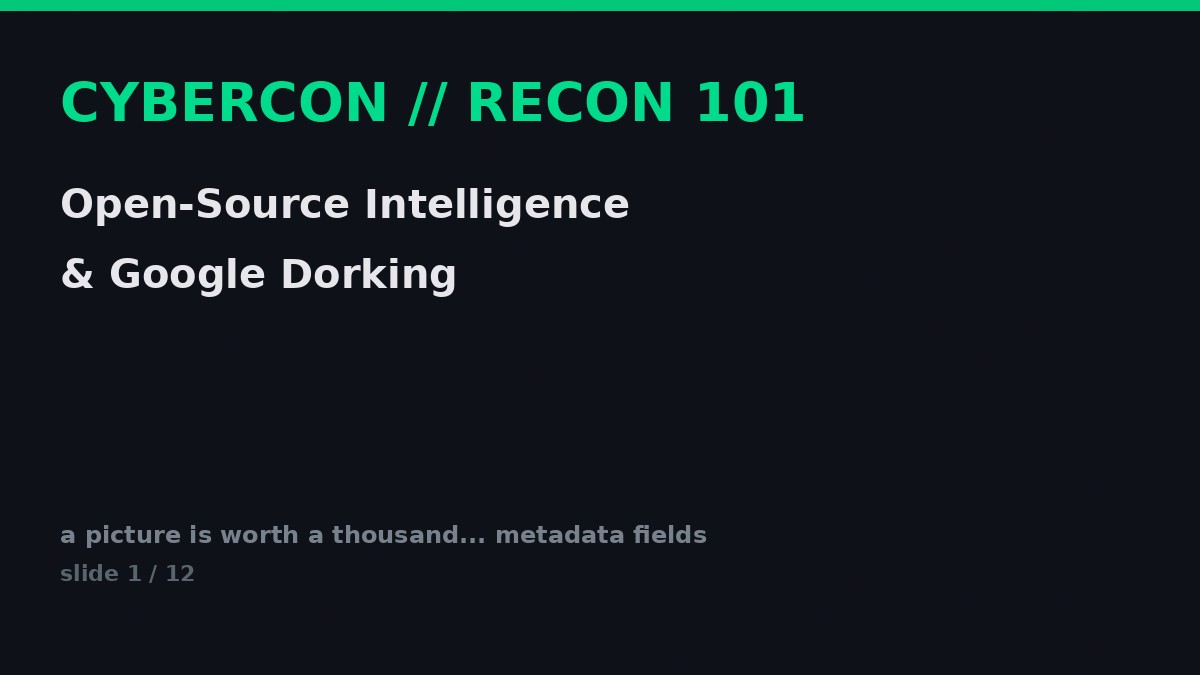 CYBERCON // RECON 101
Open-Source Intelligence
& Google Dorking
a picture is worth a thousand... metadata fields
slide 1 / 12